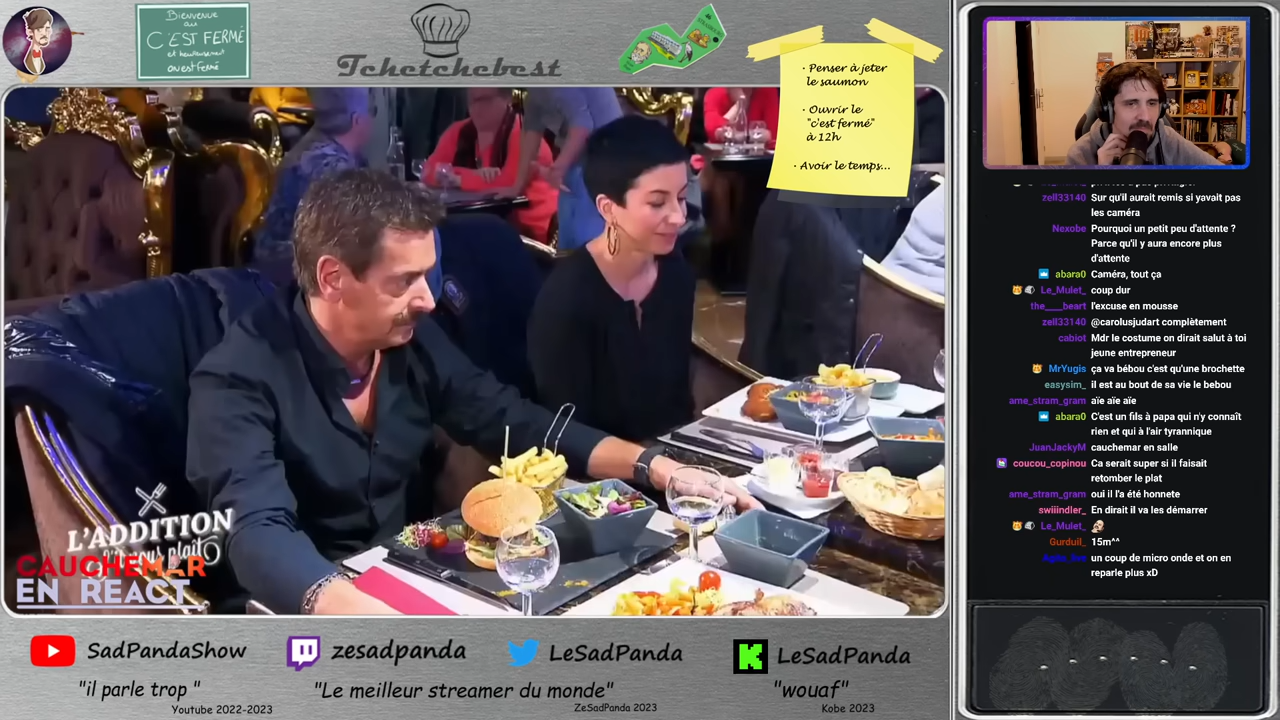 Bienvenue
au
C'EST FERMÉ
et heureusement
on est fermé
Tchetchebest
· Penser à jeter
le saumon
· Ouvrir le
"c'est fermé"
à 12h
· Avoir le temps...
L'ADDITION
s'il vous plaît
CAUCHEMAR
EN REACT
SadPandaShow
zesadpanda
LeSadPanda
LeSadPanda
"il parle trop "
Youtube 2022-2023
"Le meilleur streamer du monde"
ZeSadPanda 2023
"wouaf"
Kobe 2023
zell33140 Sur qu'il aurait remis si yavait pas
les caméra
Nexobe Pourquoi un petit peu d'attente ?
Parce qu'il y aura encore plus
d'attente
abara0 Caméra, tout ça
Le_Mulet_ coup dur
the___beart l'excuse en mousse
zell33140 @carolusjudart complètement
cabiot Mdr le costume on dirait salut à toi
jeune entrepreneur
MrYugis ça va bébou c'est qu'une brochette
easysim_ il est au bout de sa vie le bebou
ame_stram_gram aïe aïe aïe
abara0 C'est un fils à papa qui n'y connaît
rien et qui à l'air tyrannique
JuanJackyM cauchemar en salle
coucou_copinou Ca serait super si il faisait
retomber le plat
ame_stram_gram oui il l'a été honnete
swiiindler_ En dirait il va les démarrer
Le_Mulet_
Gurduil_ 15m^^
un coup de micro onde et on en
reparle plus xD